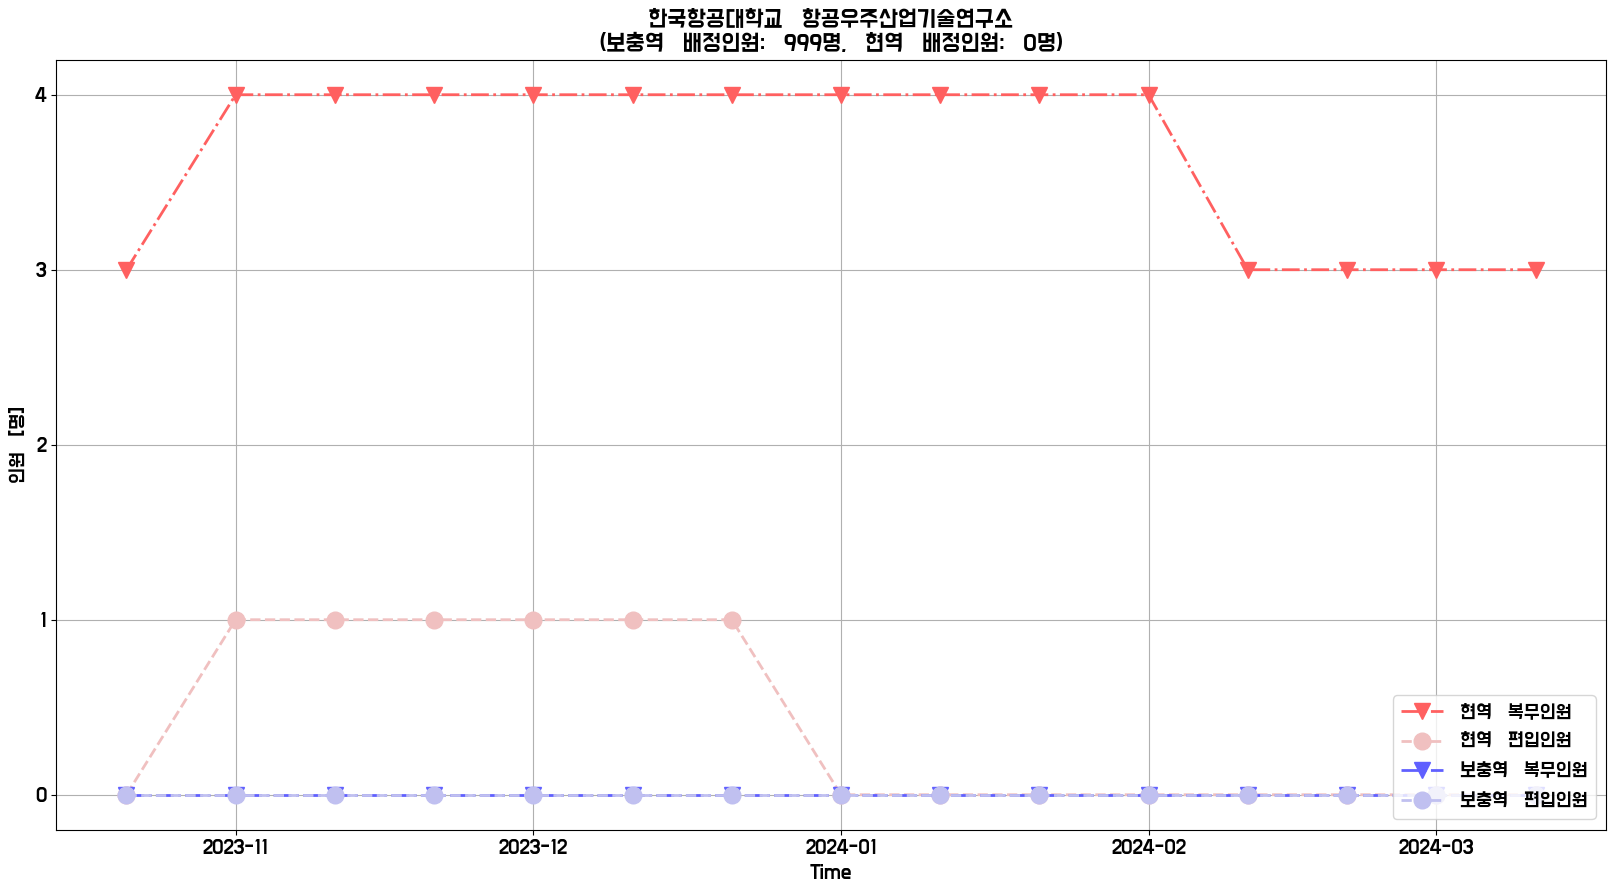 한국항공대학교 항공우주산업기술연구소
(보충역 배정인원: 999명, 현역 배정인원: 0명)
인원 [명]
4
3
2
1
0
2023-11
2023-12
2024-01
2024-02
2024-03
Time
현역 복무인원
현역 편입인원
보충역 복무인원
보충역 편입인원